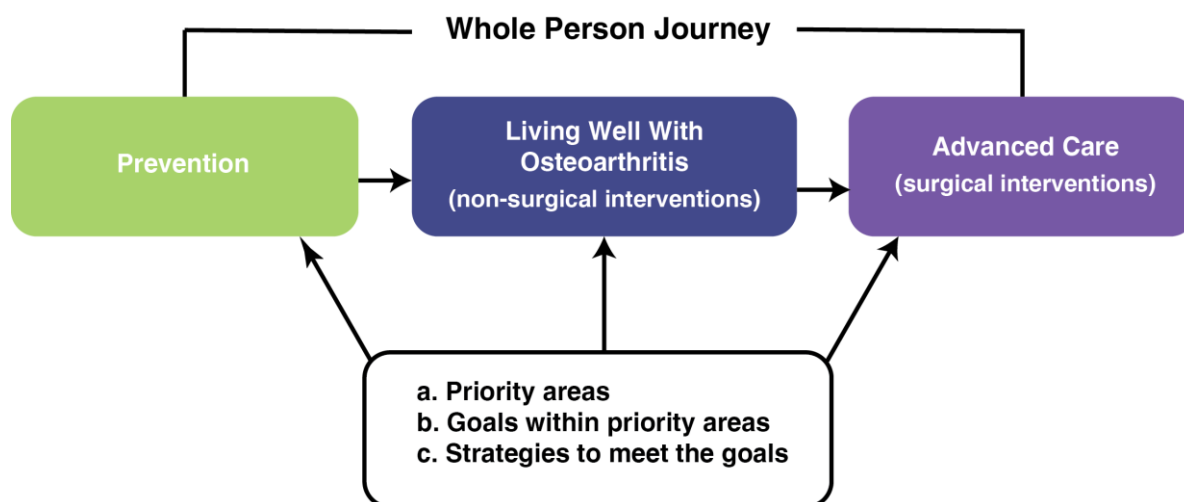 Whole Person Journey
Prevention
Living Well With
Osteoarthritis
(non-surgical interventions)
Advanced Care
(surgical interventions)
a. Priority areas
b. Goals within priority areas
c. Strategies to meet the goals